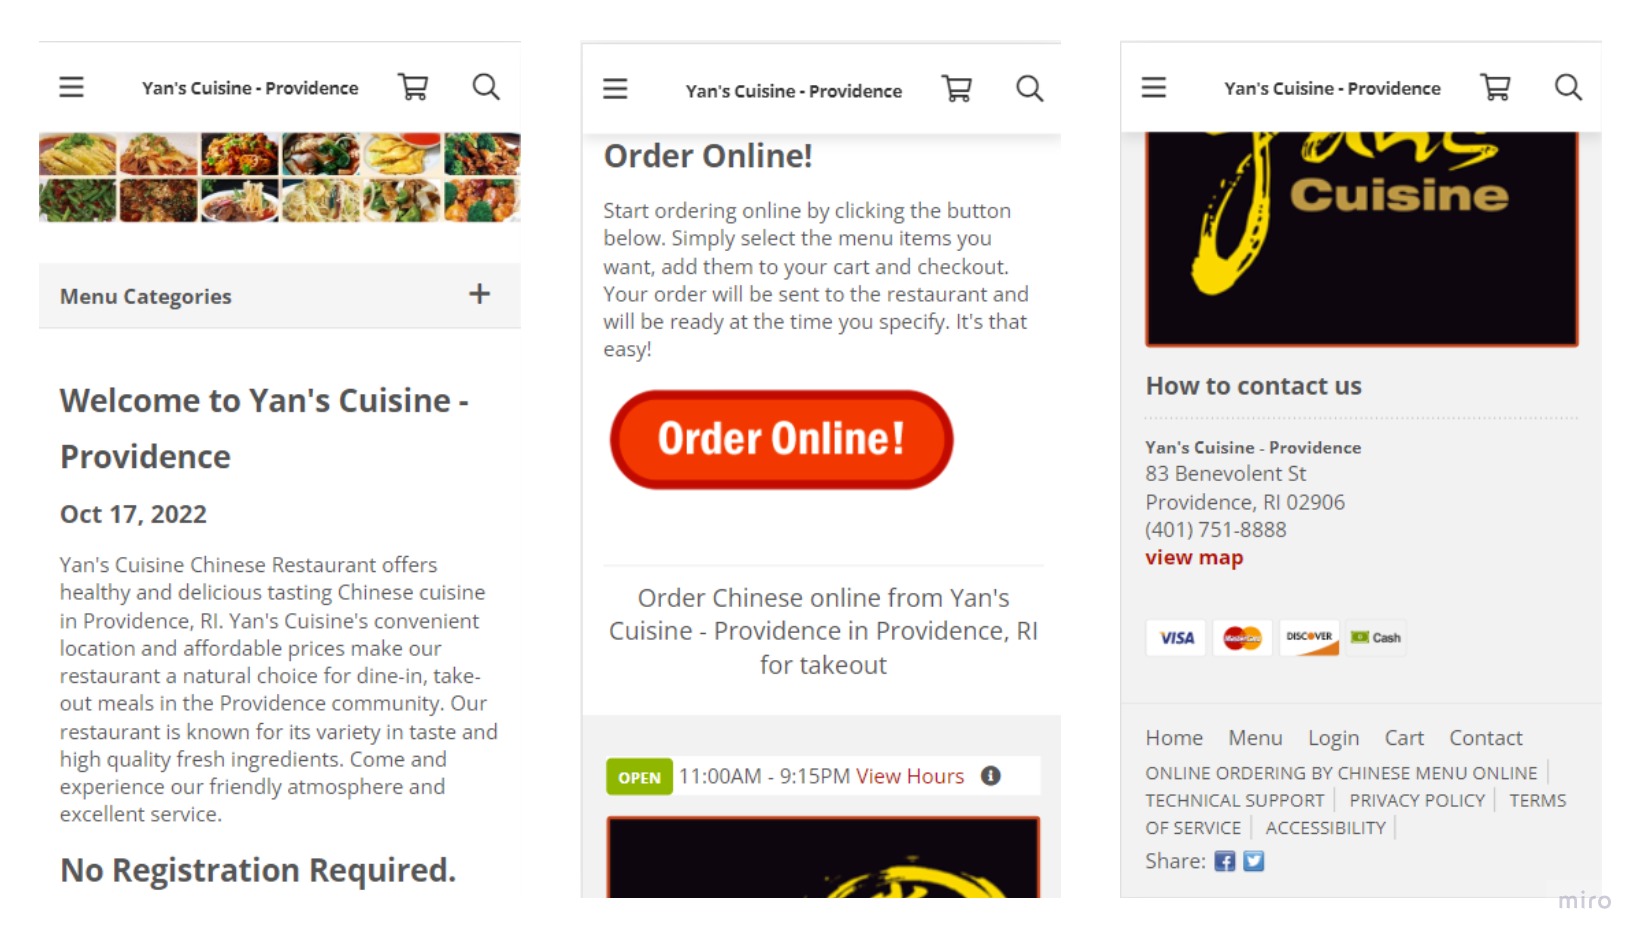 Yan's Cuisine - Providence
Menu Categories
Welcome to Yan's Cuisine -
Providence
Oct 17, 2022
Yan's Cuisine Chinese Restaurant offers
healthy and delicious tasting Chinese cuisine
in Providence, RI. Yan's Cuisine's convenient
location and affordable prices make our
restaurant a natural choice for dine-in, take-
out meals in the Providence community. Our
restaurant is known for its variety in taste and
high quality fresh ingredients. Come and
experience our friendly atmosphere and
excellent service.
No Registration Required.
Yan's Cuisine - Providence
Order Online!
Start ordering online by clicking the button
below. Simply select the menu items you
want, add them to your cart and checkout.
Your order will be sent to the restaurant and
will be ready at the time you specify. It's that
easy!
Order Online!
Order Chinese online from Yan's
Cuisine - Providence in Providence, RI
for takeout
OPEN 11:00AM - 9:15PM View Hours
Yan's Cuisine - Providence
Yan's
Cuisine
How to contact us
Yan's Cuisine - Providence
83 Benevolent St
Providence, RI 02906
(401) 751-8888
view map
VISA MasterCard DISCOVER Cash
Home Menu Login Cart Contact
ONLINE ORDERING BY CHINESE MENU ONLINE
TECHNICAL SUPPORT PRIVACY POLICY TERMS
OF SERVICE ACCESSIBILITY
Share:
miro